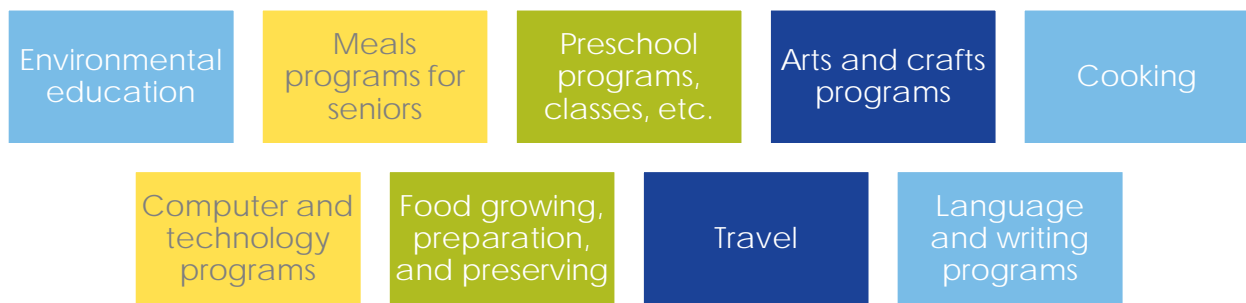 Environmental
education
Meals
programs for
seniors
Preschool
programs,
classes, etc.
Arts and crafts
programs
Cooking
Computer and
technology
programs
Food growing,
preparation,
and preserving
Travel
Language
and writing
programs